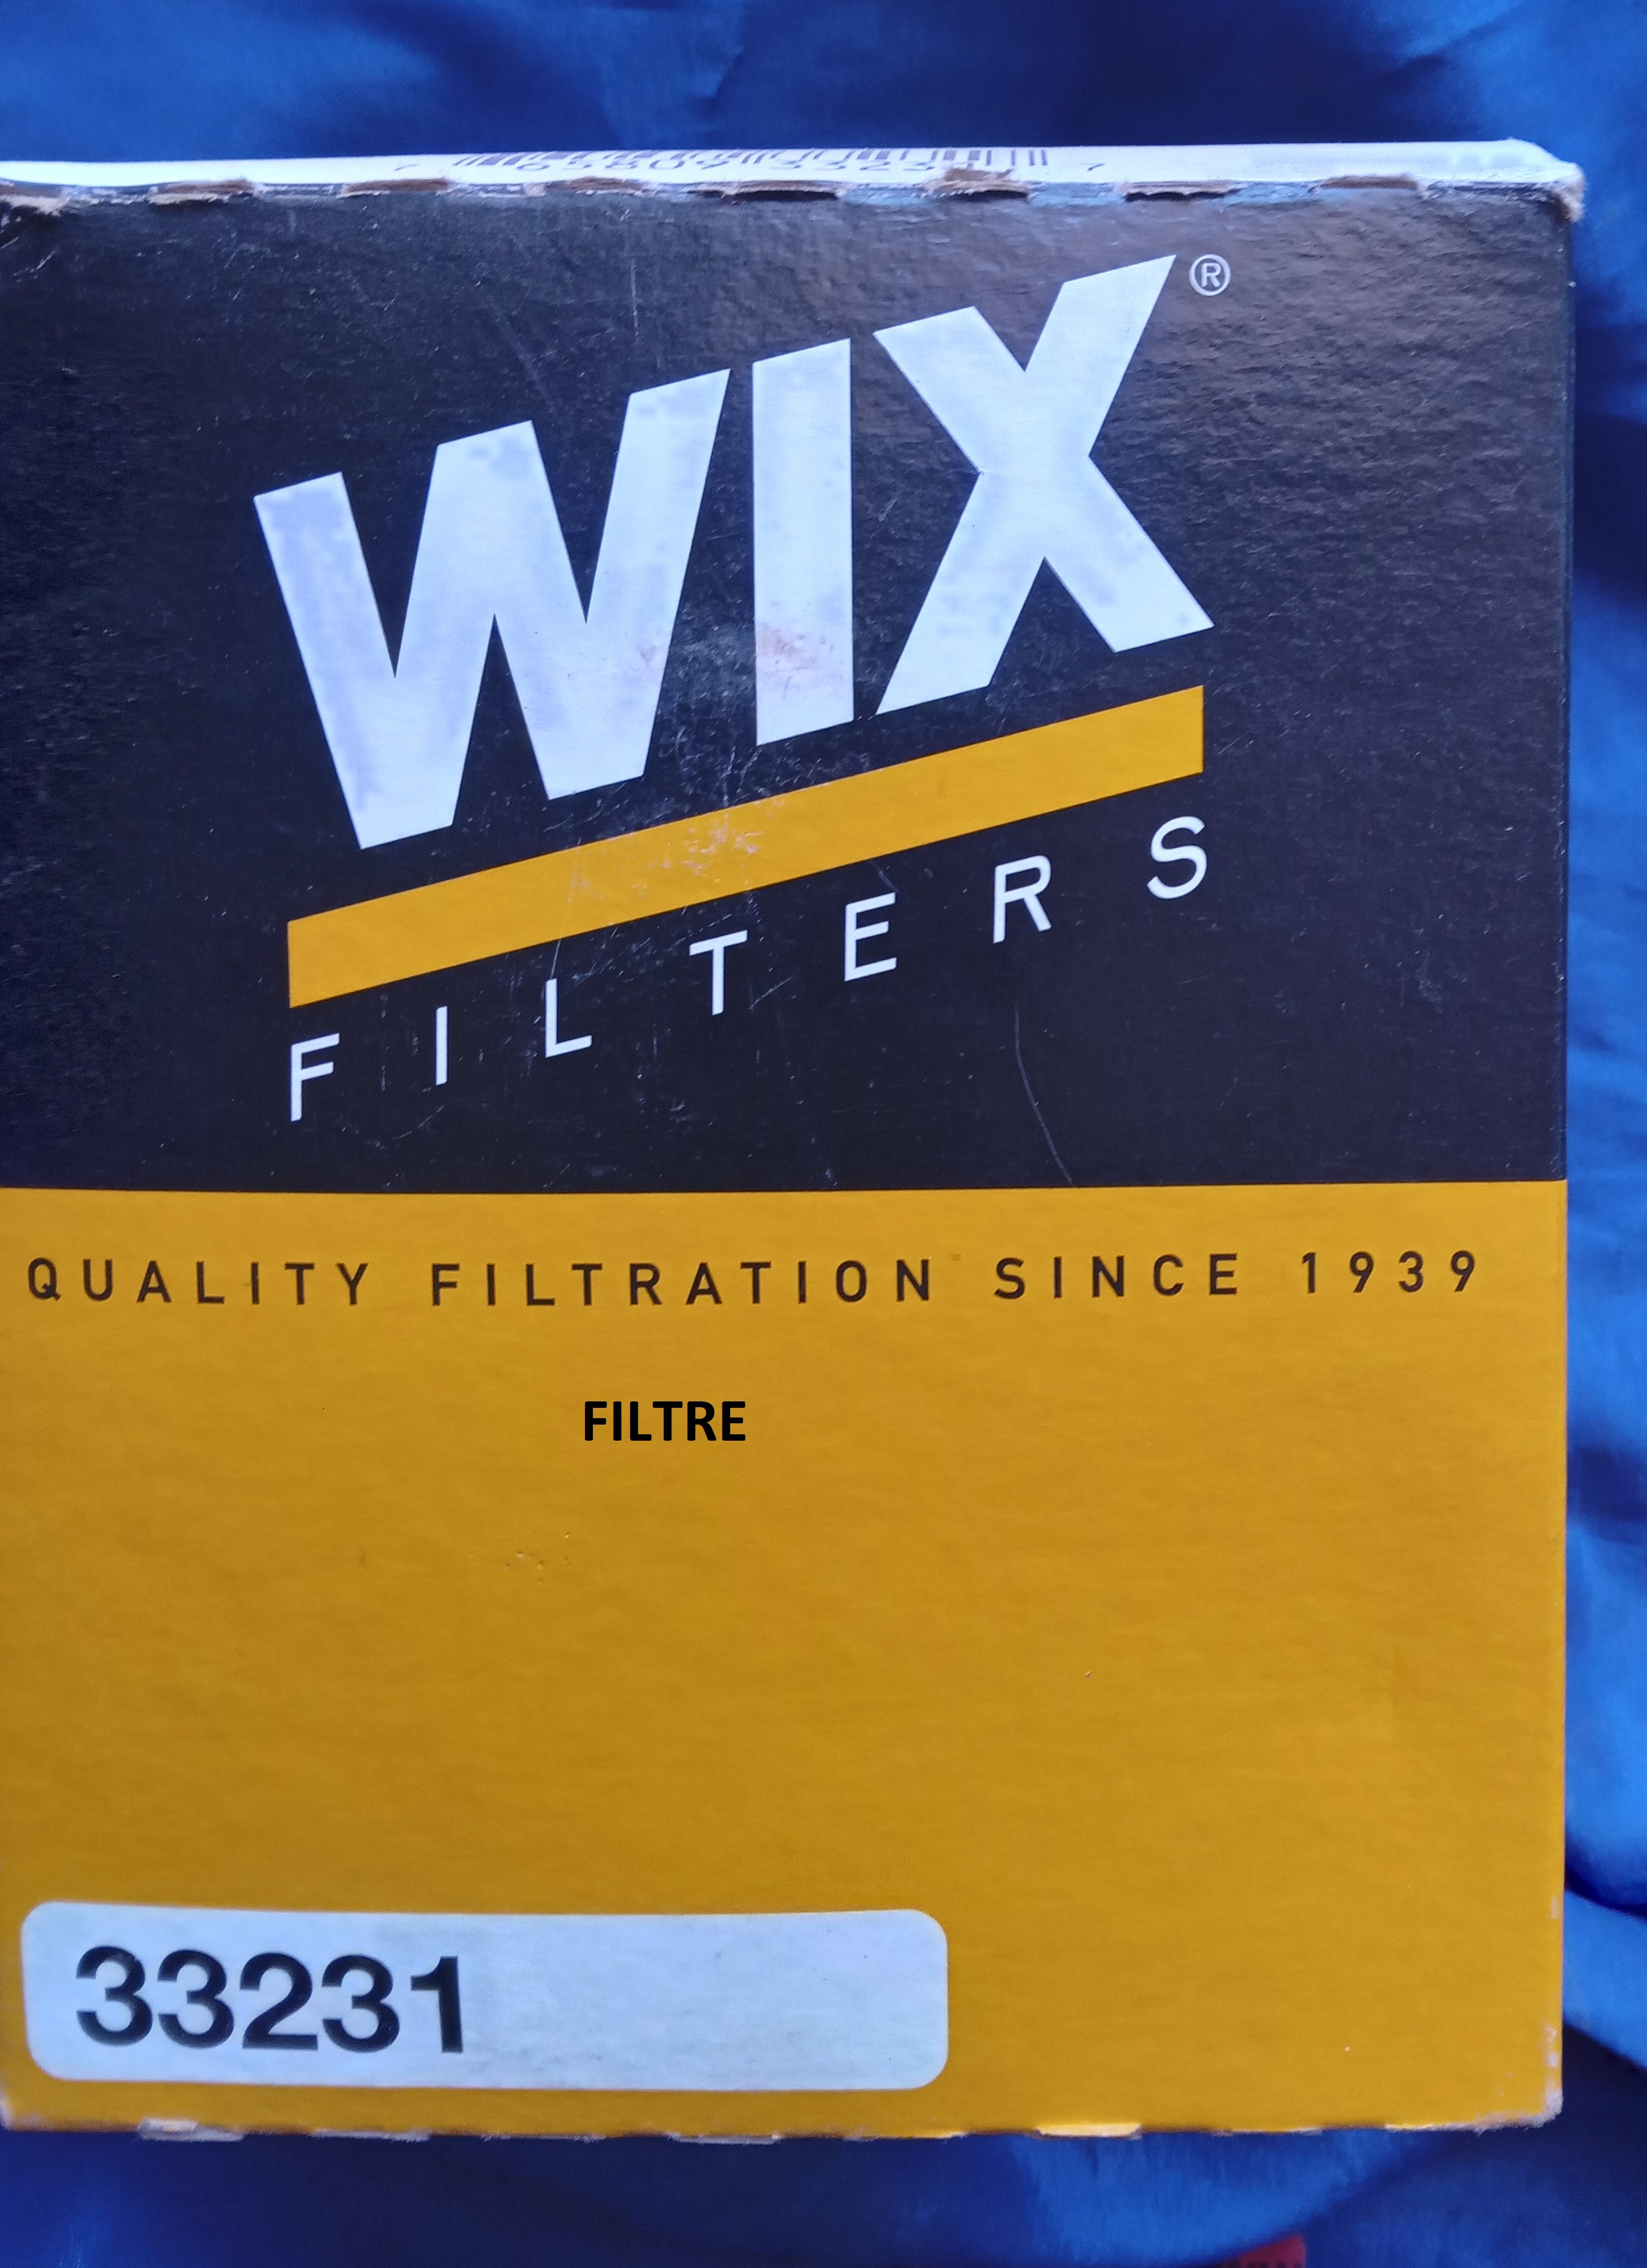 WIX®
FILTERS
QUALITY FILTRATION SINCE 1939
FILTRE
33231